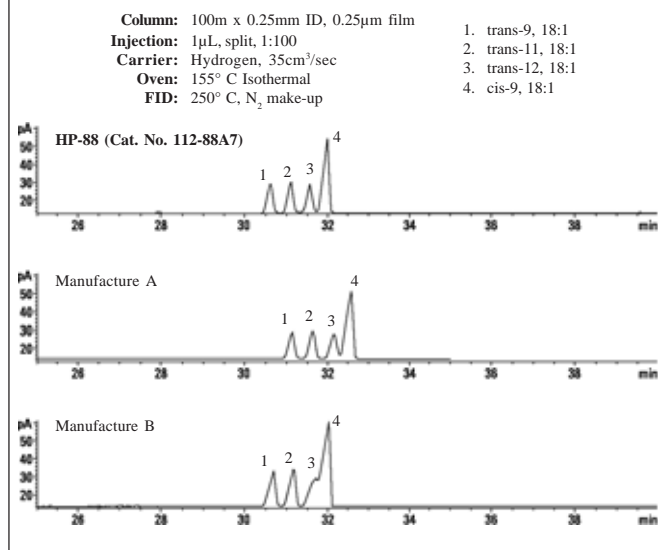 Column: 100m x 0.25mm ID, 0.25µm film
Injection: 1µL, split, 1:100
Carrier: Hydrogen, 35cm³/sec
Oven: 155° C Isothermal
FID: 250° C, N₂ make-up
1. trans-9, 18:1
2. trans-11, 18:1
3. trans-12, 18:1
4. cis-9, 18:1
pA
HP-88 (Cat. No. 112-88A7)
50
40
30
20
1 2 3 4
26 28 30 32 34 36 38 min
pA
Manufacture A
50
40
30
20
1 2 3 4
26 28 30 32 34 36 38 min
pA
Manufacture B
50
40
30
20
1 2 3 4
26 28 30 32 34 36 38 min